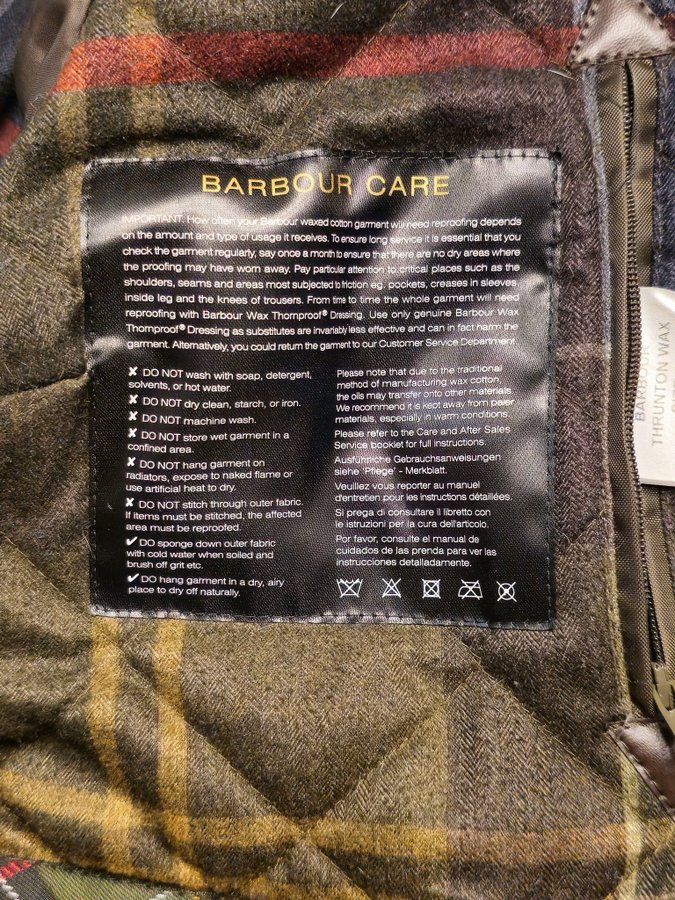 BARBOUR CARE
IMPORTANT: How often your Barbour waxed cotton garment will need reproofing depends
on the amount and type of usage it receives. To ensure long service it is essential that you
check the garment regularly, say once a month to ensure that there are no dry areas where
the proofing may have worn away. Pay particular attention to critical places such as the
shoulders, seams and areas most subjected to friction eg. pockets, creases in sleeves
inside leg and the knees of trousers. From time to time the whole garment will need
reproofing with Barbour Wax Thornproof® Dressing. Use only genuine Barbour Wax
Thornproof® Dressing as substitutes are invariably less effective and can in fact harm the
garment. Alternatively, you could return the garment to our Customer Service Department.
✘ DO NOT wash with soap, detergent,
solvents, or hot water.
✘ DO NOT dry clean, starch, or iron.
✘ DO NOT machine wash.
✘ DO NOT store wet garment in a
confined area.
✘ DO NOT hang garment on
radiators, expose to naked flame or
use artificial heat to dry.
✘ DO NOT stitch through outer fabric.
If items must be stitched, the affected
area must be reproofed.
✔ DO sponge down outer fabric
with cold water when soiled and
brush off grit etc.
✔ DO hang garment in a dry, airy
place to dry off naturally.
Please note that due to the traditional
method of manufacturing wax cotton,
the oils may transfer onto other materials
We recommend it is kept away from paler
materials, especially in warm conditions.
Please refer to the Care and After Sales
Service booklet for full instructions.
Ausführliche Gebrauchsanweisungen
siehe 'Pflege' - Merkblatt.
Veuillez vous reporter au manuel
d'entretien pour les instructions détaillées.
Si prega di consultare il libretto con
le istruzioni per la cura dell'articolo.
Por favor, consulte el manual de
cuidados de las prenda para ver las
instrucciones detalladas.
BARBOUR
THRUNTON WAX